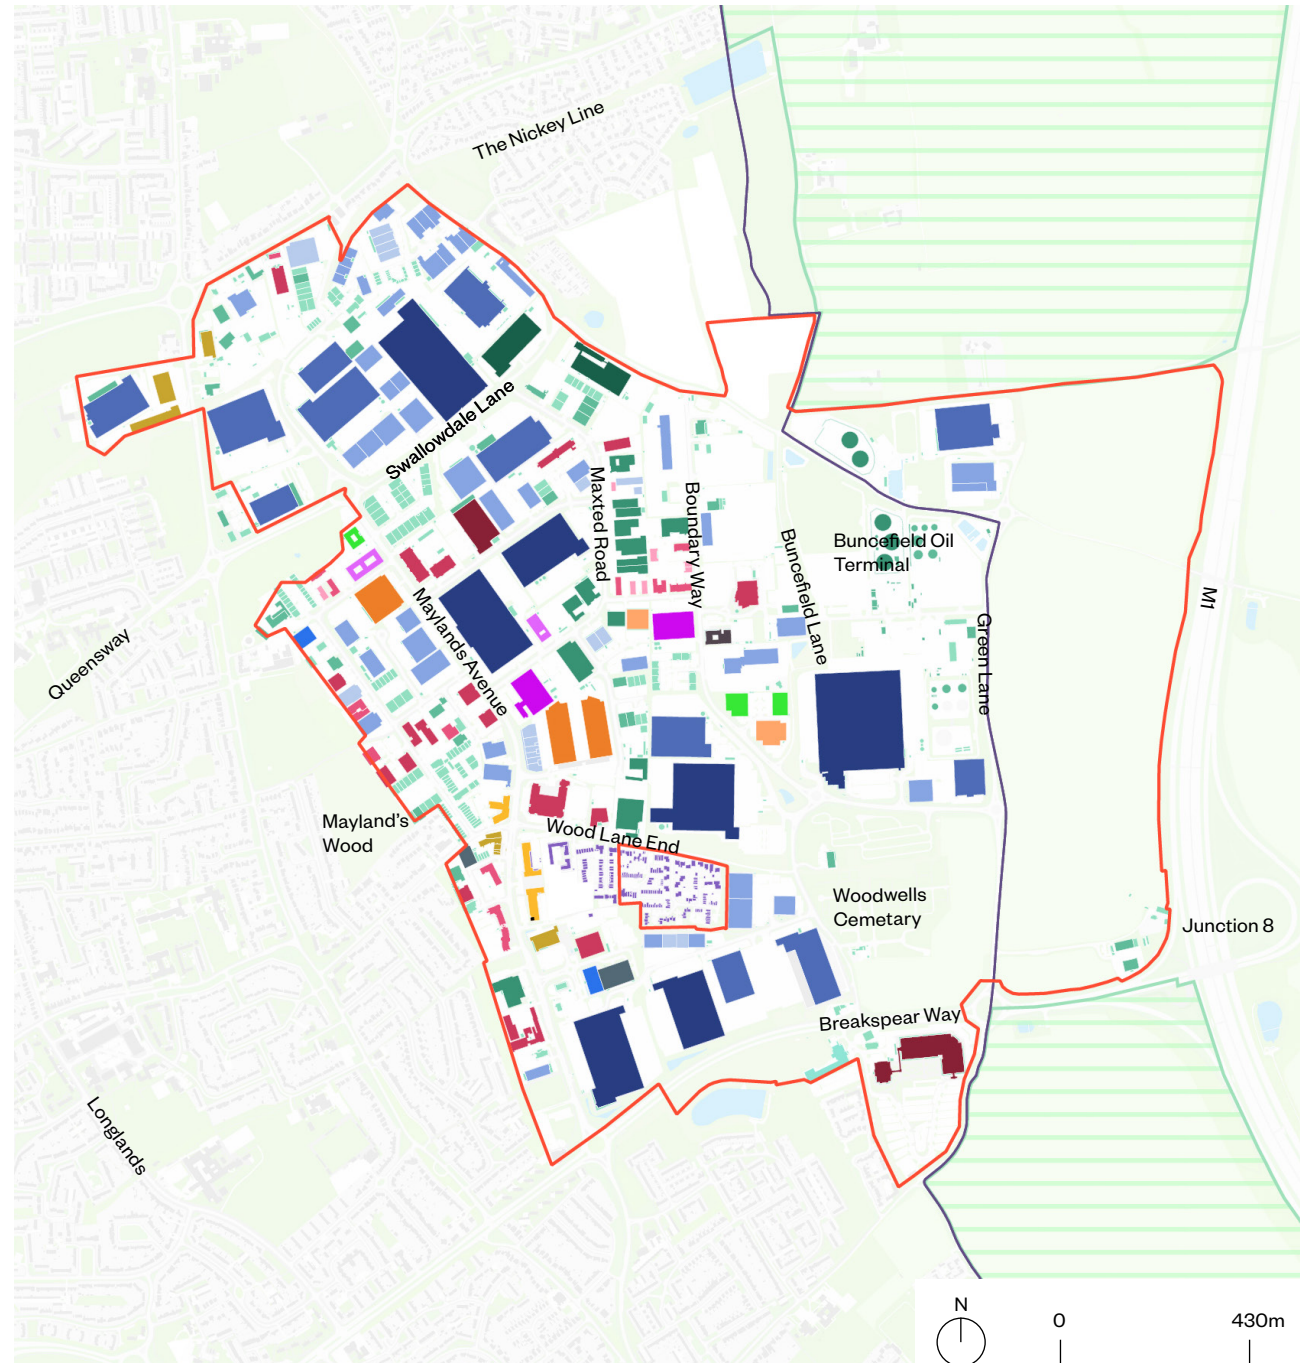 The Nickey Line
Swallowdale Lane
Maxted Road
Boundary Way
Buncefield Lane
Buncefield Oil
Terminal
M1
Green Lane
Maylands Avenue
Queensway
Mayland's
Wood
Wood Lane End
Woodwells
Cemetary
Junction 8
Breakspear Way
Longlands
N
0
430m